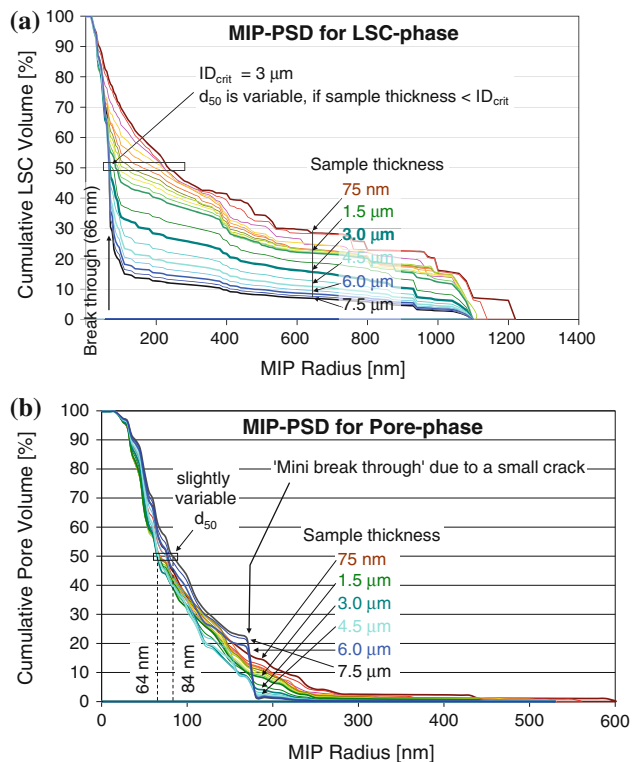 (a)
MIP-PSD for LSC-phase
Cumulative LSC Volume [%]
100
90
80
70
60
50
40
30
20
10
0
ID_crit = 3 µm
d_50 is variable, if sample thickness < ID_crit
Sample thickness
75 nm
1.5 µm
3.0 µm
4.5 µm
6.0 µm
7.5 µm
Break through (66 nm)
200 400 600 800 1000 1200 1400
MIP Radius [nm]
(b)
MIP-PSD for Pore-phase
Cumulative Pore Volume [%]
100
90
80
70
60
50
40
30
20
10
0
'Mini break through' due to a small crack
slightly
variable
d_50
Sample thickness
75 nm
1.5 µm
3.0 µm
4.5 µm
6.0 µm
7.5 µm
64 nm
84 nm
0 100 200 300 400 500 600
MIP Radius [nm]